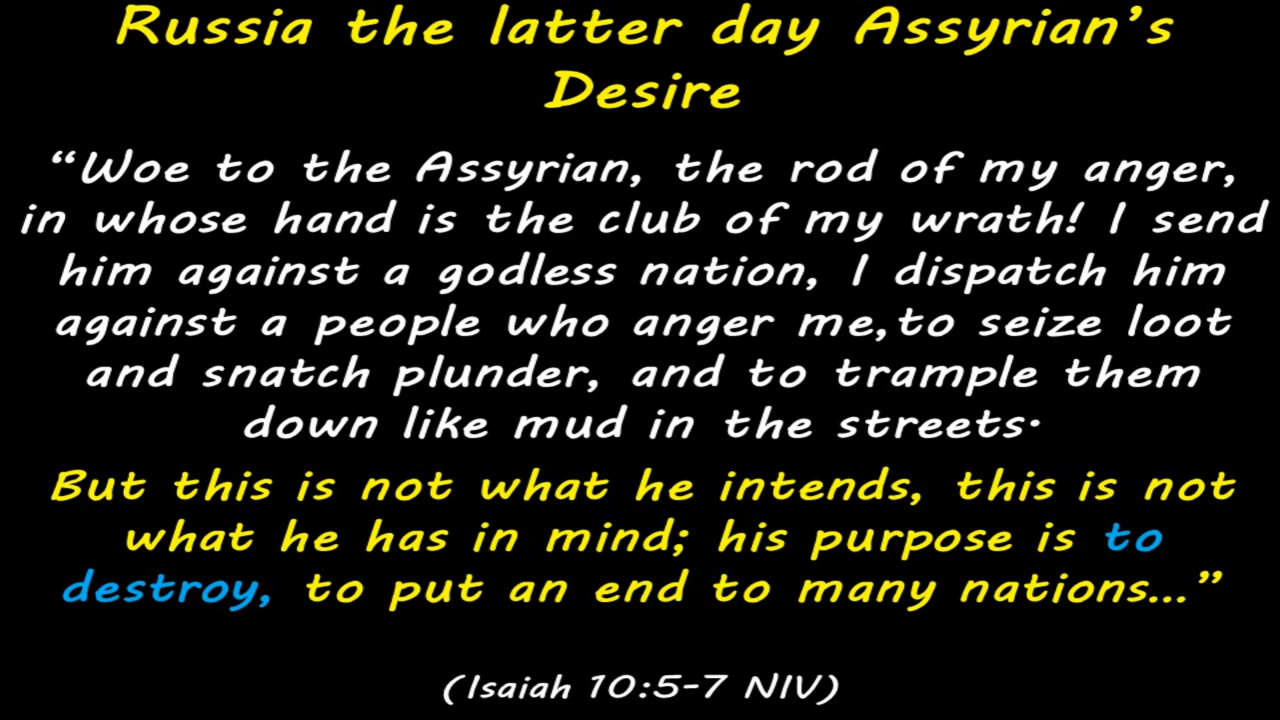 Russia the latter day Assyrian’s
Desire
“Woe to the Assyrian, the rod of my anger,
in whose hand is the club of my wrath! I send
him against a godless nation, I dispatch him
against a people who anger me,to seize loot
and snatch plunder, and to trample them
down like mud in the streets·
But this is not what he intends, this is not
what he has in mind; his purpose is to
destroy, to put an end to many nations…”
(Isaiah 10:5-7 NIV)